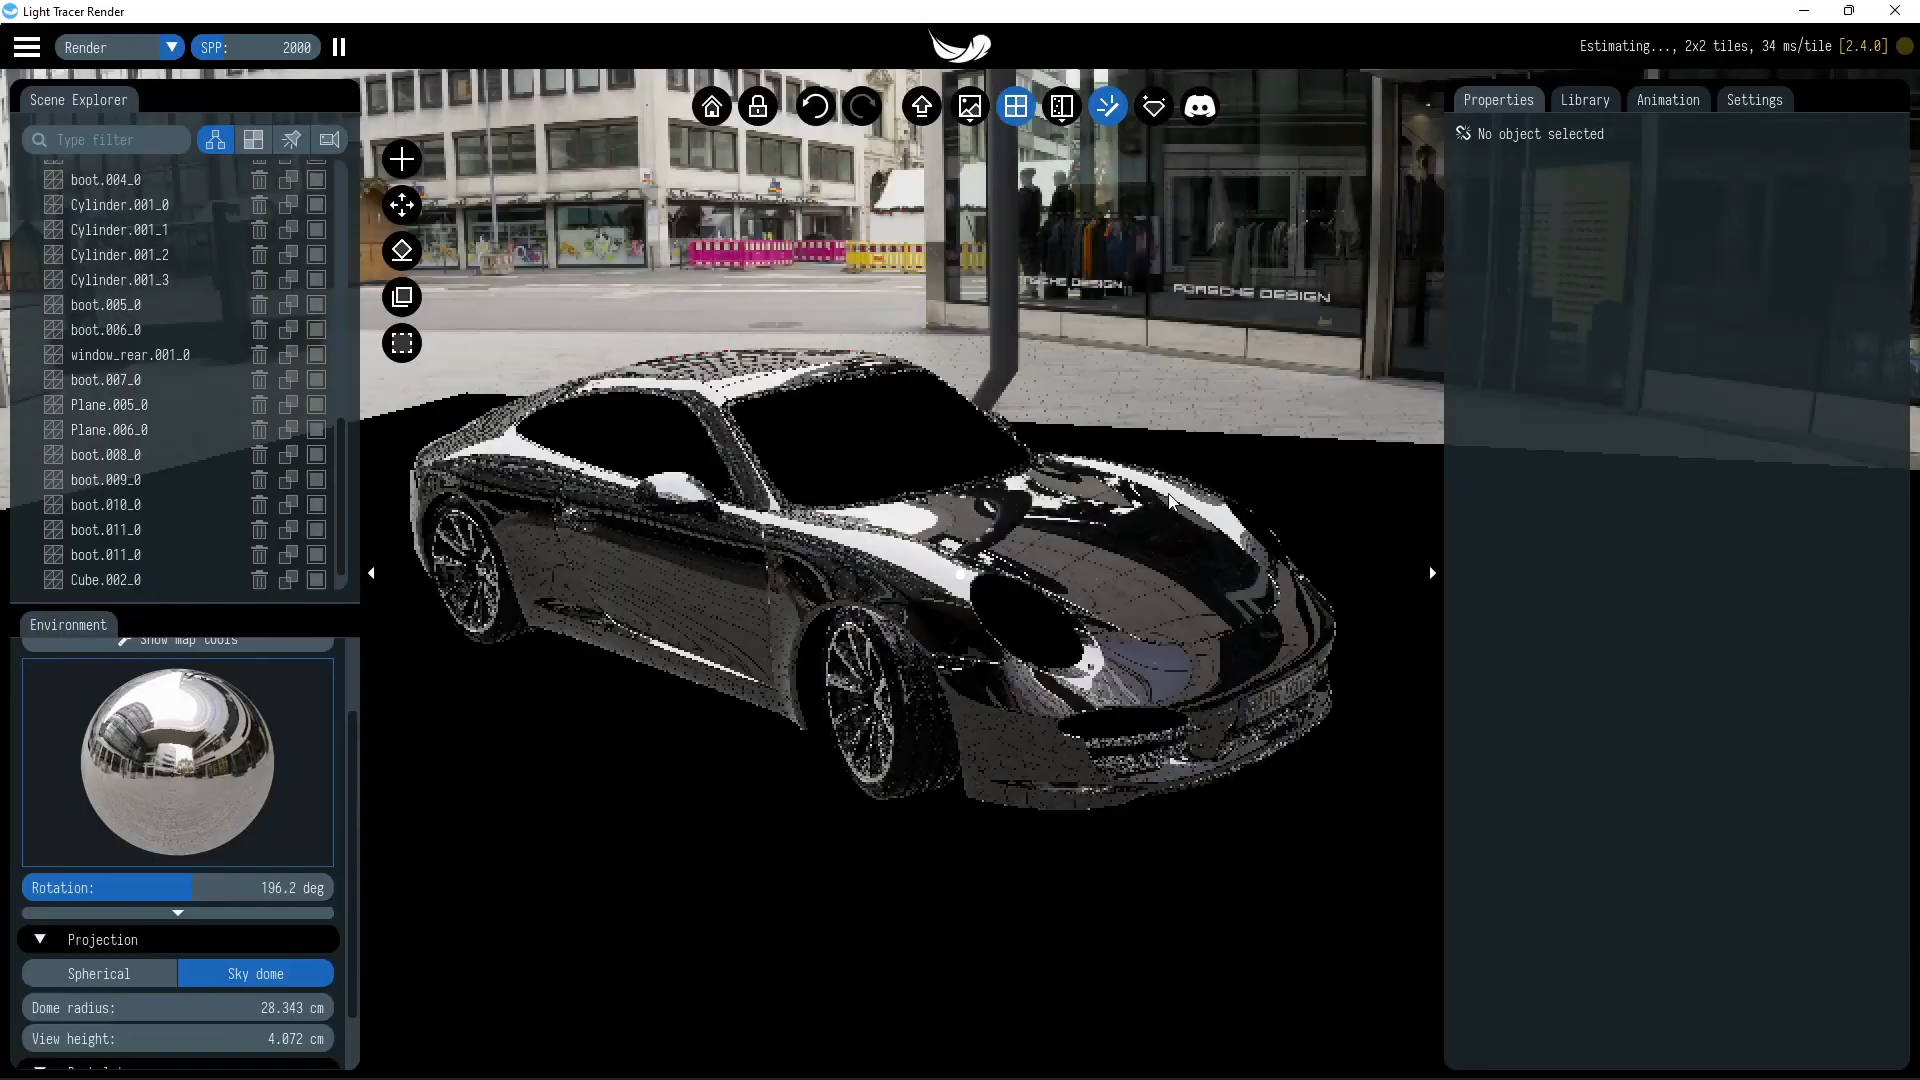 Light Tracer Render
Render
SPP: 2000
Estimating..., 2x2 tiles, 34 ms/tile [2.4.0]
Scene Explorer
Type filter
boot.004_0
Cylinder.001_0
Cylinder.001_1
Cylinder.001_2
Cylinder.001_3
boot.005_0
boot.006_0
window_rear.001_0
boot.007_0
Plane.005_0
Plane.006_0
boot.008_0
boot.009_0
boot.010_0
boot.011_0
boot.011_0
Cube.002_0
Environment
Show map tools
Rotation: 196.2 deg
Projection
Spherical Sky dome
Dome radius: 28.343 cm
View height: 4.072 cm
DESIGN
PORSCHE DESIGN
Properties Library Animation Settings
No object selected